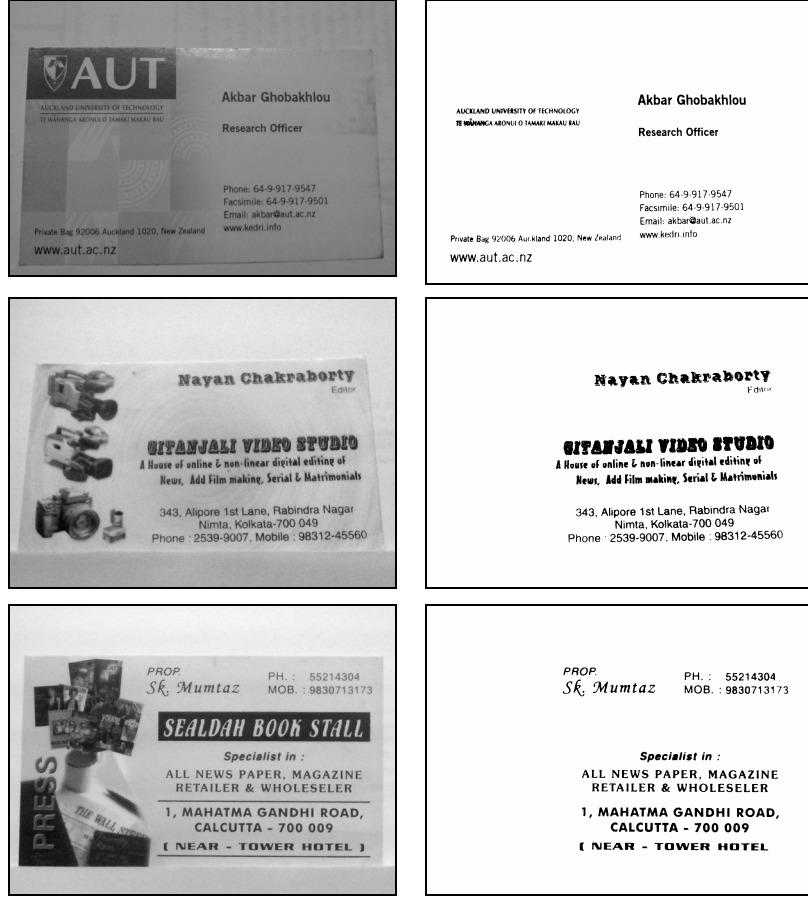 AUT
AUCKLAND UNIVERSITY OF TECHNOLOGY
TE WĀNANGA ARONUI O TAMAKI MAKAU RAU
Akbar Ghobakhlou
Research Officer
Phone: 64-9-917-9547
Facsimile: 64-9-917-9501
Email: akbar@aut.ac.nz
www.kedri.info
Private Bag 92006 Auckland 1020, New Zealand
www.aut.ac.nz
AUCKLAND UNIVERSITY OF TECHNOLOGY
TE WĀNANGA ARONUI O TAMAKI MAKAU RAU
Akbar Ghobakhlou
Research Officer
Phone: 64-9-917-9547
Facsimile: 64-9-917-9501
Email: akbar@aut.ac.nz
www.kedri.info
Private Bag 92006 Auckland 1020, New Zealand
www.aut.ac.nz
Nayan Chakraborty
Editor
GITANJALI VIDEO STUDIO
A House of online & non-linear digital editing of
News, Add Film making, Serial & Matrimonials
343, Alipore 1st Lane, Rabindra Nagar
Nimta, Kolkata-700 049
Phone : 2539-9007, Mobile : 98312-45560
Nayan Chakraborty
Editor
GITANJALI VIDEO STUDIO
A House of online & non-linear digital editing of
News, Add Film making, Serial & Matrimonials
343, Alipore 1st Lane, Rabindra Nagar
Nimta, Kolkata-700 049
Phone : 2539-9007, Mobile : 98312-45560
PROP.
Sk. Mumtaz
PH. : 55214304
MOB. : 9830713173
SEALDAH BOOK STALL
Specialist in :
ALL NEWS PAPER, MAGAZINE
RETAILER & WHOLESELER
1, MAHATMA GANDHI ROAD,
CALCUTTA - 700 009
( NEAR - TOWER HOTEL )
PRESS
THE WALL
PROP.
Sk. Mumtaz
PH. : 55214304
MOB. : 9830713173
Specialist in :
ALL NEWS PAPER, MAGAZINE
RETAILER & WHOLESELER
1, MAHATMA GANDHI ROAD,
CALCUTTA - 700 009
( NEAR - TOWER HOTEL